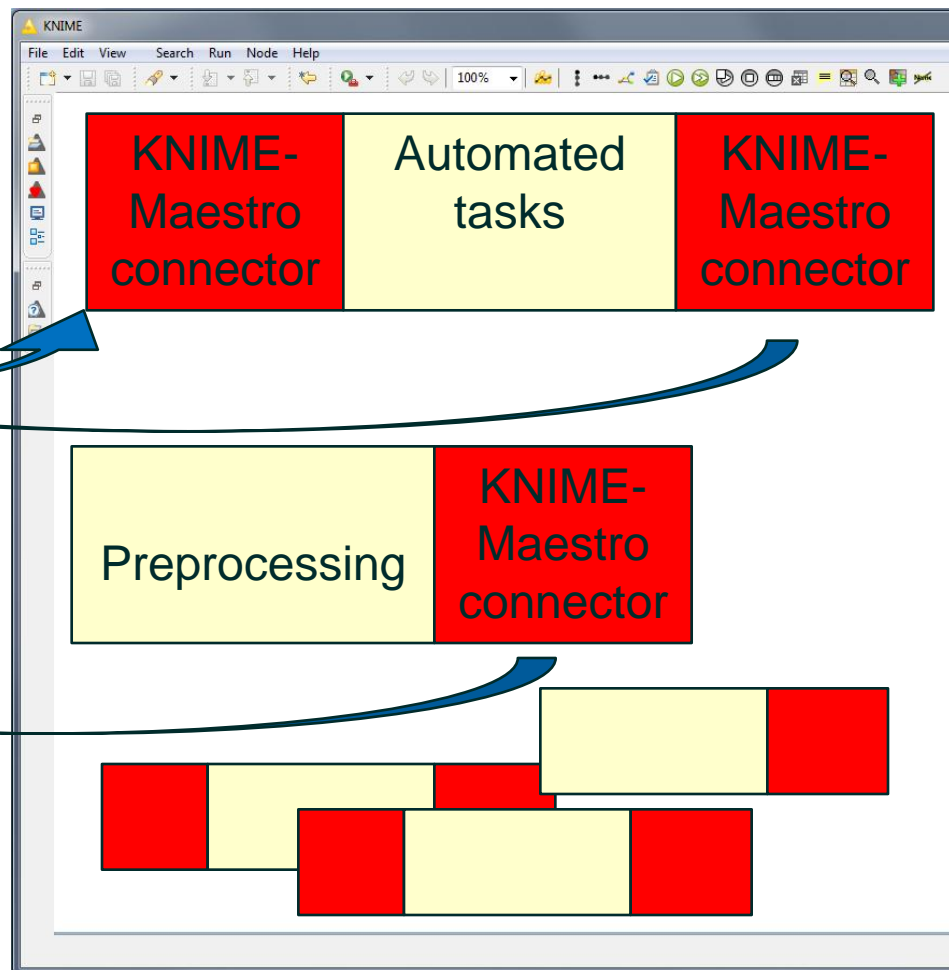 KNIME
File Edit View Search Run Node Help
100%
KNIME-
Maestro
connector
Automated
tasks
KNIME-
Maestro
connector
Preprocessing
KNIME-
Maestro
connector